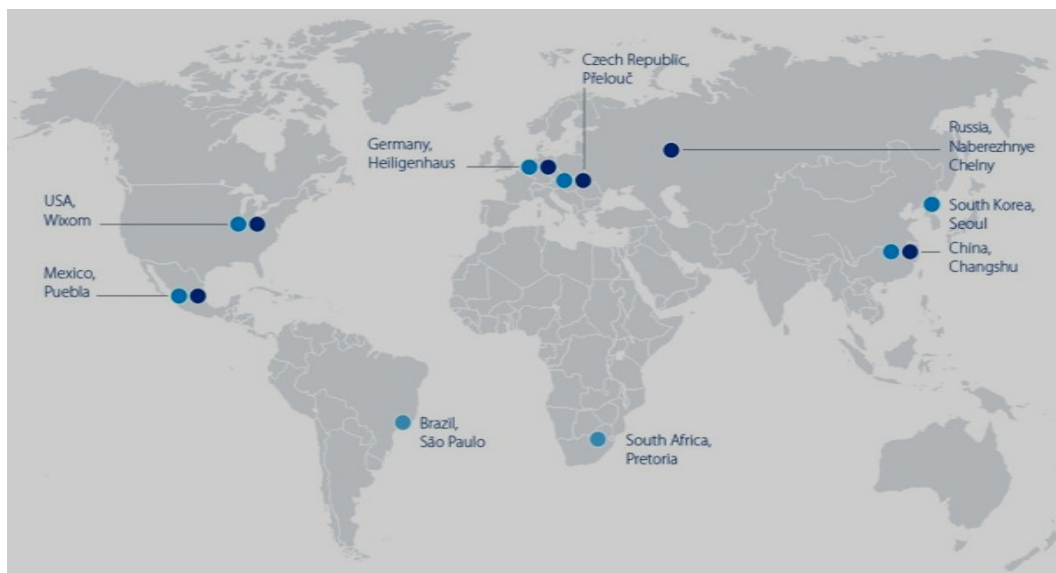 Czech Republic,
Přelouč
Germany,
Heiligenhaus
Russia,
Naberezhnye
Chelny
USA,
Wixom
South Korea,
Seoul
China,
Changshu
Mexico,
Puebla
Brazil,
São Paulo
South Africa,
Pretoria